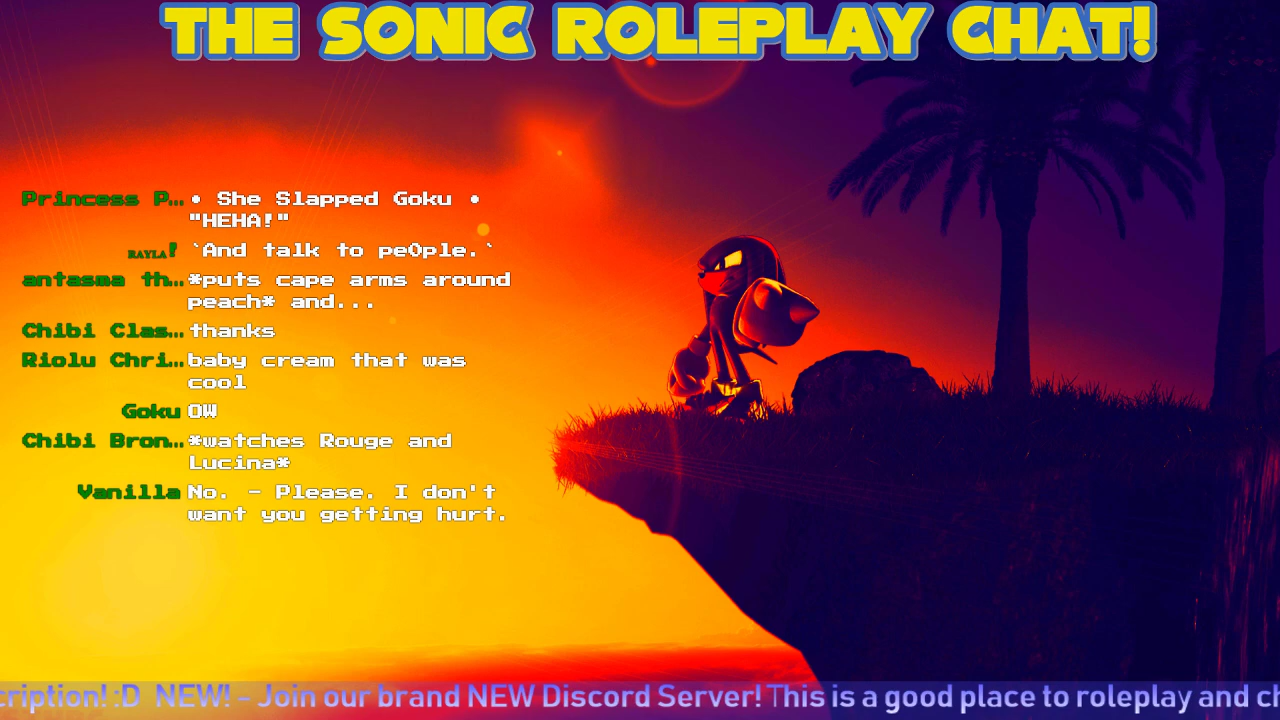 THE SONIC ROLEPLAY CHAT!
Princess P... • She Slapped Goku •
"HEHA!"
RAYLA! `And talk to pe0ple.`
antasma th... *puts cape arms around
peach* and...
Chibi Clas... thanks
Riolu Chri... baby cream that was
cool
Goku OW
Chibi Bron... *watches Rouge and
Lucina*
Vanilla No. - Please. I don't
want you getting hurt.
cription! :D NEW! - Join our brand NEW Discord Server! This is a good place to roleplay and ch